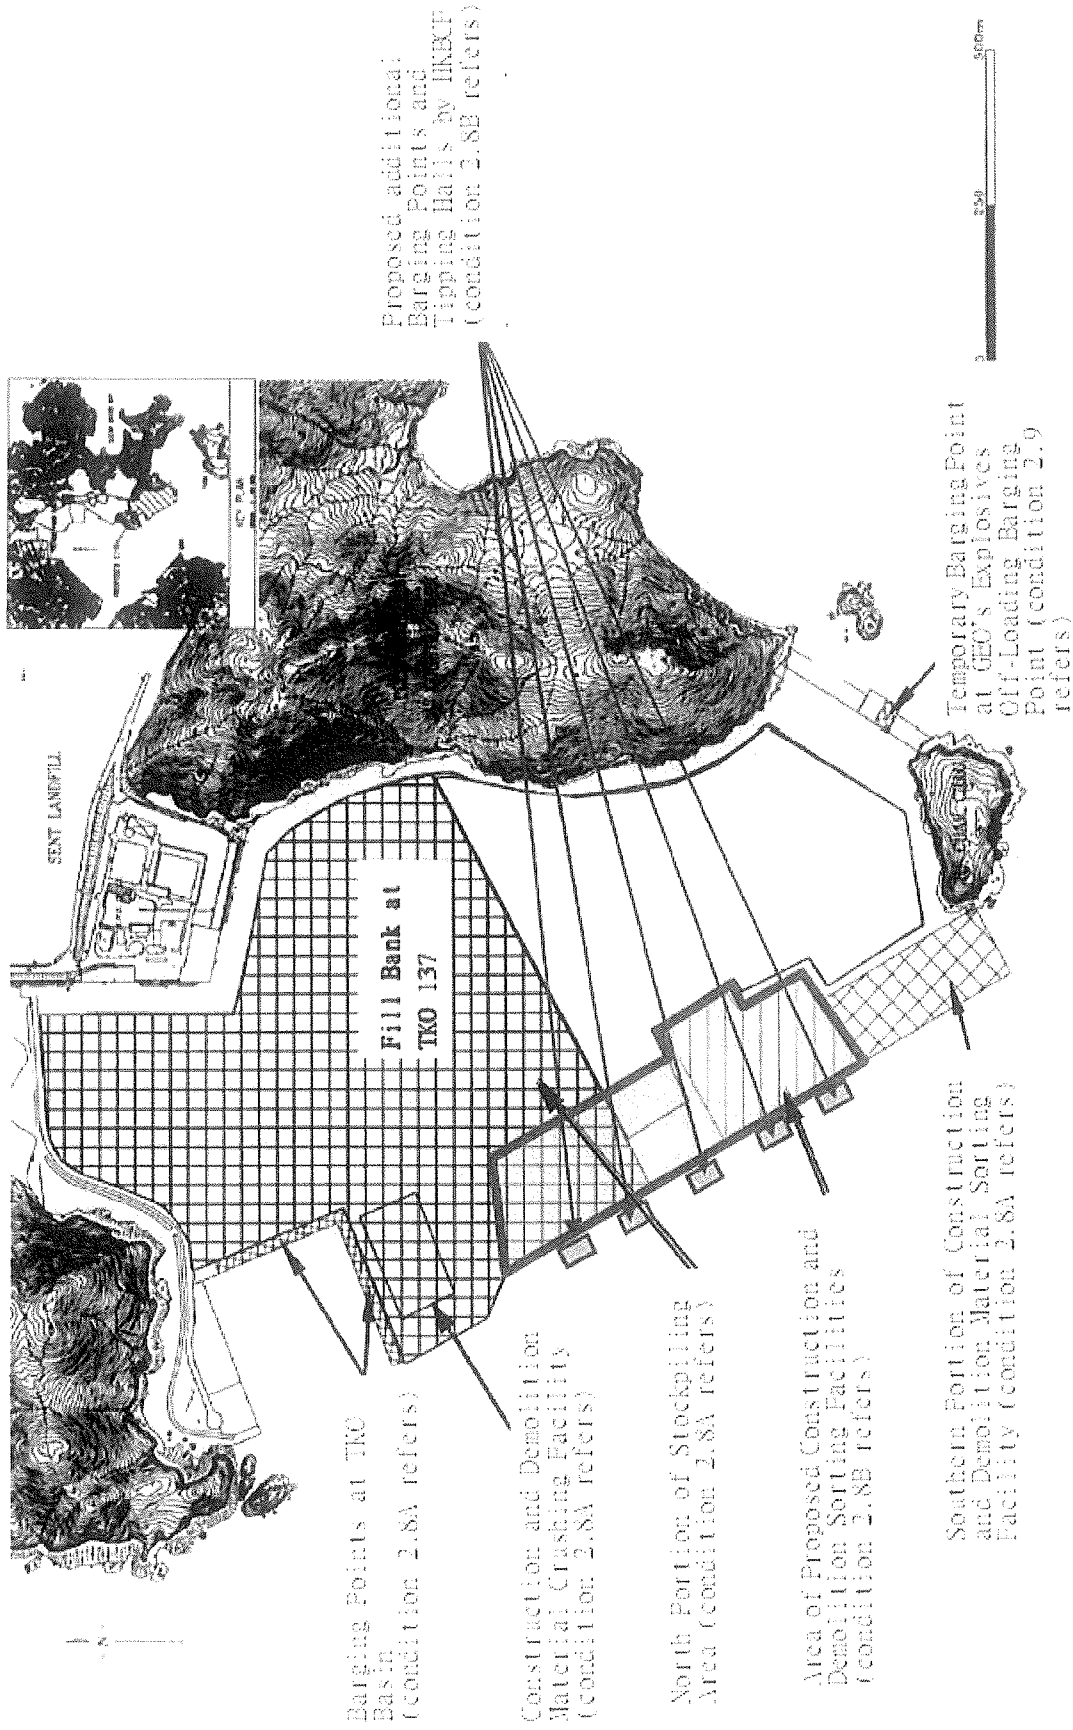 SENT LANDFILL
KEY PLAN
Proposed additional
Barging Points and
Tipping Halls by HKBCF
(condition 2.8B refers)
Fill Bank at
TKO 137
0 250 500m
Temporary Barging Point
at GEO's Explosives
Off-Loading Barging
Point (condition 2.9
refers)
N
Barging Points at TKO
Basin
(condition 2.8A refers)
Construction and Demolition
Material Crushing Facility
(condition 2.8A refers)
North Portion of Stockpiling
Area (condition 2.8A refers)
Area of Proposed Construction and
Demolition Sorting Facilities
(condition 2.8B refers)
Southern Portion of Construction
and Demolition Material Sorting
Facility (condition 2.8A refers)